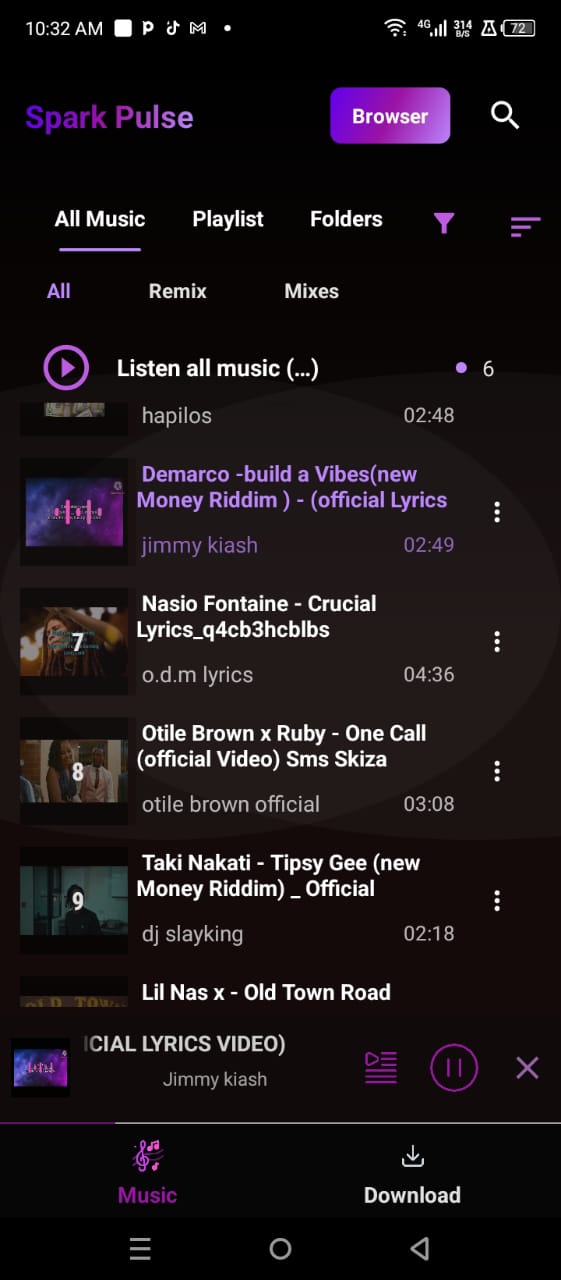 10:32 AM
4G 314 B/S 72
Spark Pulse
Browser
All Music Playlist Folders
All Remix Mixes
Listen all music (...) 6
hapilos 02:48
Demarco -build a Vibes(new
Money Riddim ) - (official Lyrics
jimmy kiash 02:49
7
Nasio Fontaine - Crucial
Lyrics_q4cb3hcblbs
o.d.m lyrics 04:36
8
Otile Brown x Ruby - One Call
(official Video) Sms Skiza
otile brown official 03:08
9
Taki Nakati - Tipsy Gee (new
Money Riddim) _ Official
dj slayking 02:18
OLD TOWN
Lil Nas x - Old Town Road
ICIAL LYRICS VIDEO)
Jimmy kiash
Music Download